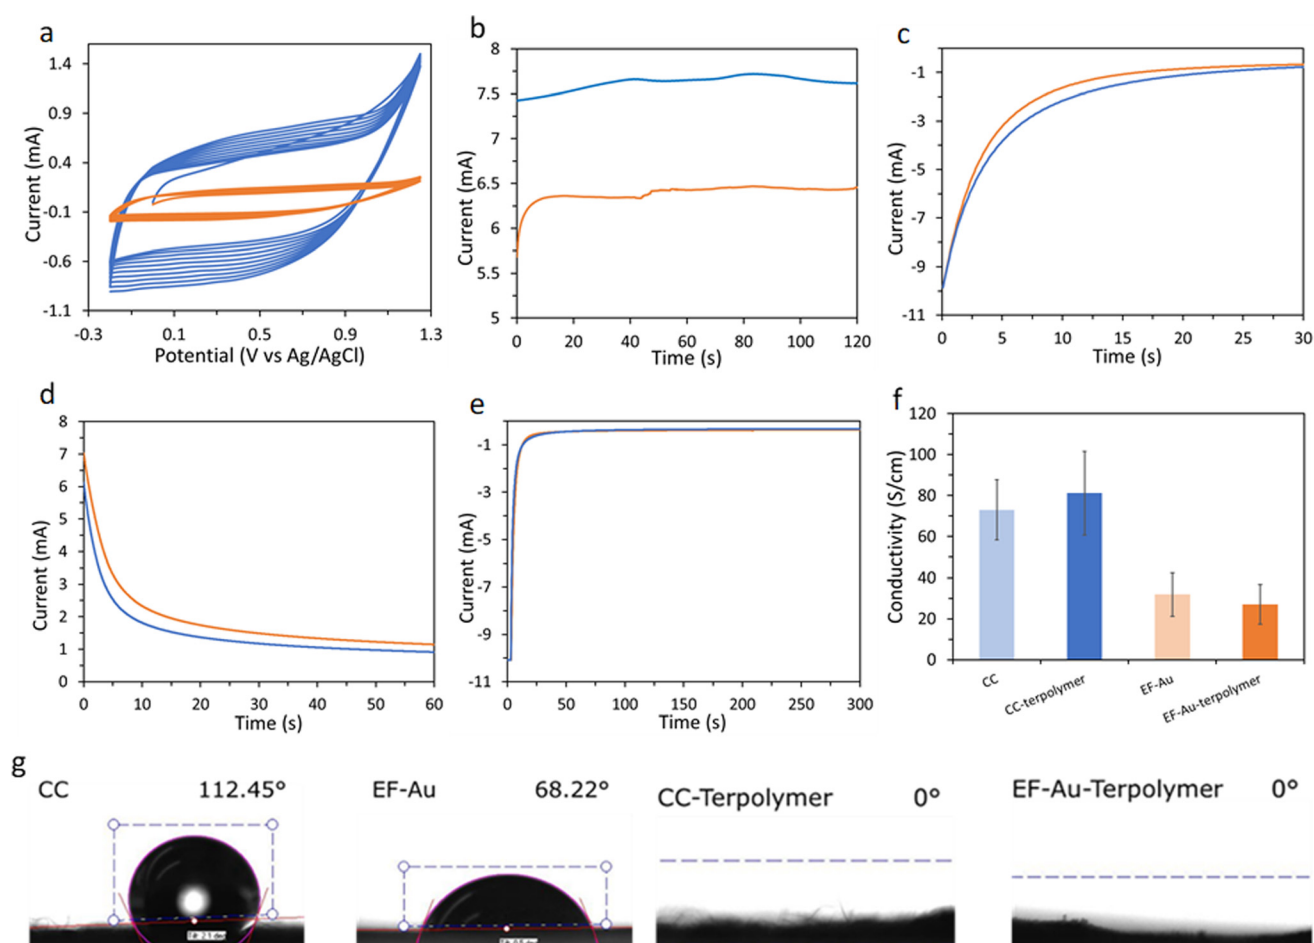 a
1.4
0.9
0.4
-0.1
-0.6
-1.1
Current (mA)
-0.3 0.1 0.5 0.9 1.3
Potential (V vs Ag/AgCl)
b
8
7.5
7
6.5
6
5.5
5
Current (mA)
0 20 40 60 80 100 120
Time (s)
c
-1
-3
-5
-7
-9
-11
Current (mA)
0 5 10 15 20 25 30
Time (s)
d
8
7
6
5
4
3
2
1
0
Current (mA)
0 10 20 30 40 50 60
Time (s)
e
-1
-3
-5
-7
-9
-11
Current (mA)
0 50 100 150 200 250 300
Time (s)
f
120
100
80
60
40
20
0
Conductivity (S/cm)
CC
CC-terpolymer
EF-Au
EF-Au-terpolymer
g
CC 112.45°
EF-Au 68.22°
CC-Terpolymer 0°
EF-Au-Terpolymer 0°